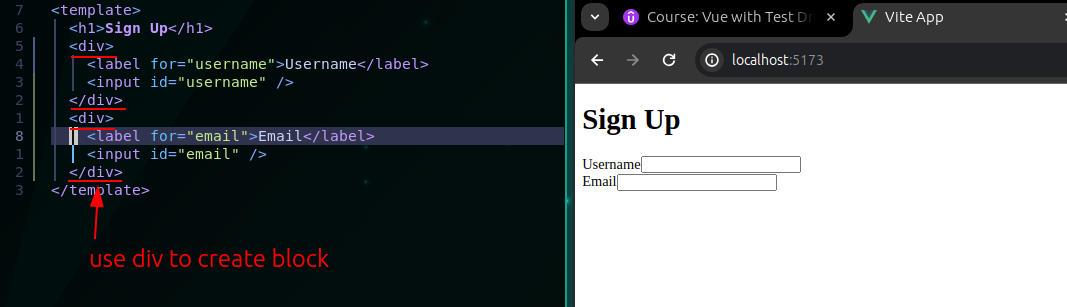 7 <template>
6 <h1>Sign Up</h1>
5 <div>
4 <label for="username">Username</label>
3 <input id="username" />
2 </div>
1 <div>
8 <label for="email">Email</label>
1 <input id="email" />
2 </div>
3 </template>
use div to create block
Course: Vue with Test Dr
Vite App
localhost:5173
Sign Up
Username
Email